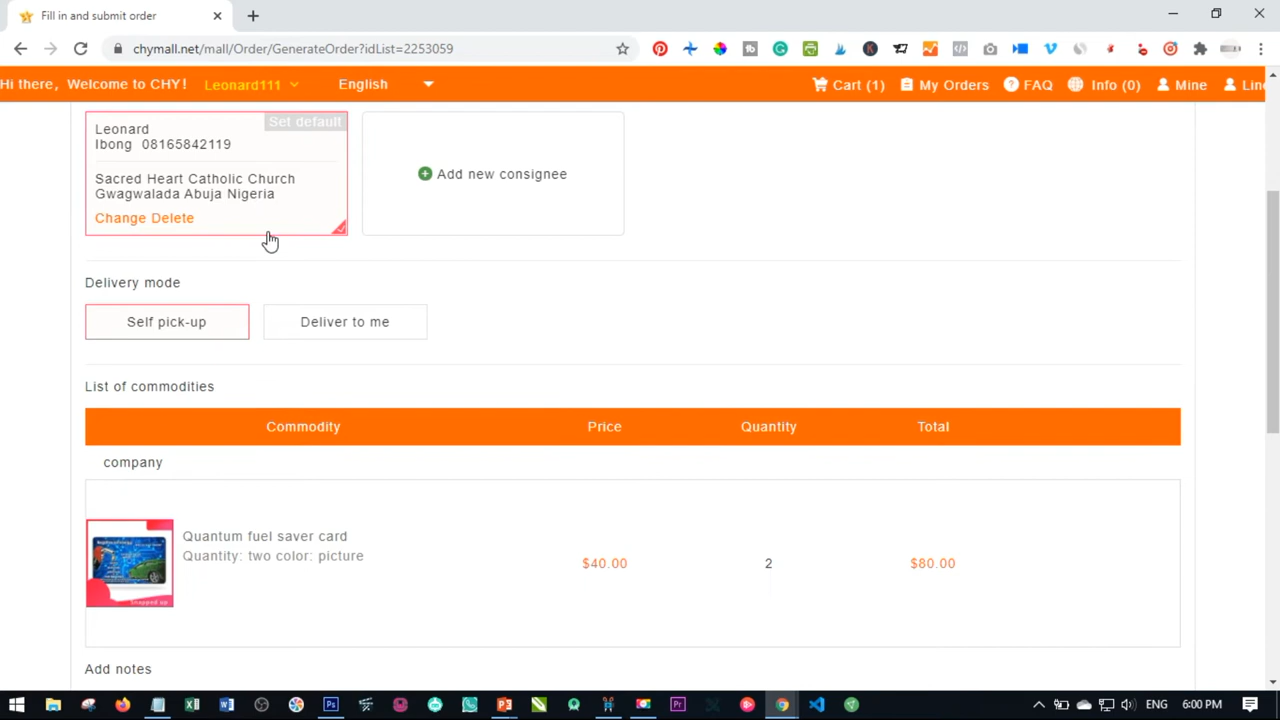 Fill in and submit order
chymall.net/mall/Order/GenerateOrder?idList=2253059
Hi there, Welcome to CHY! Leonard111 English Cart (1) My Orders FAQ Info (0) Mine Lin
Leonard Set default
Ibong 08165842119
Sacred Heart Catholic Church
Gwagwalada Abuja Nigeria
Change Delete
Add new consignee
Delivery mode
Self pick-up Deliver to me
List of commodities
Commodity Price Quantity Total
company
Quantum fuel saver card
Quantity: two color: picture
$40.00 2 $80.00
Snapped up
Add notes
ENG 6:00 PM